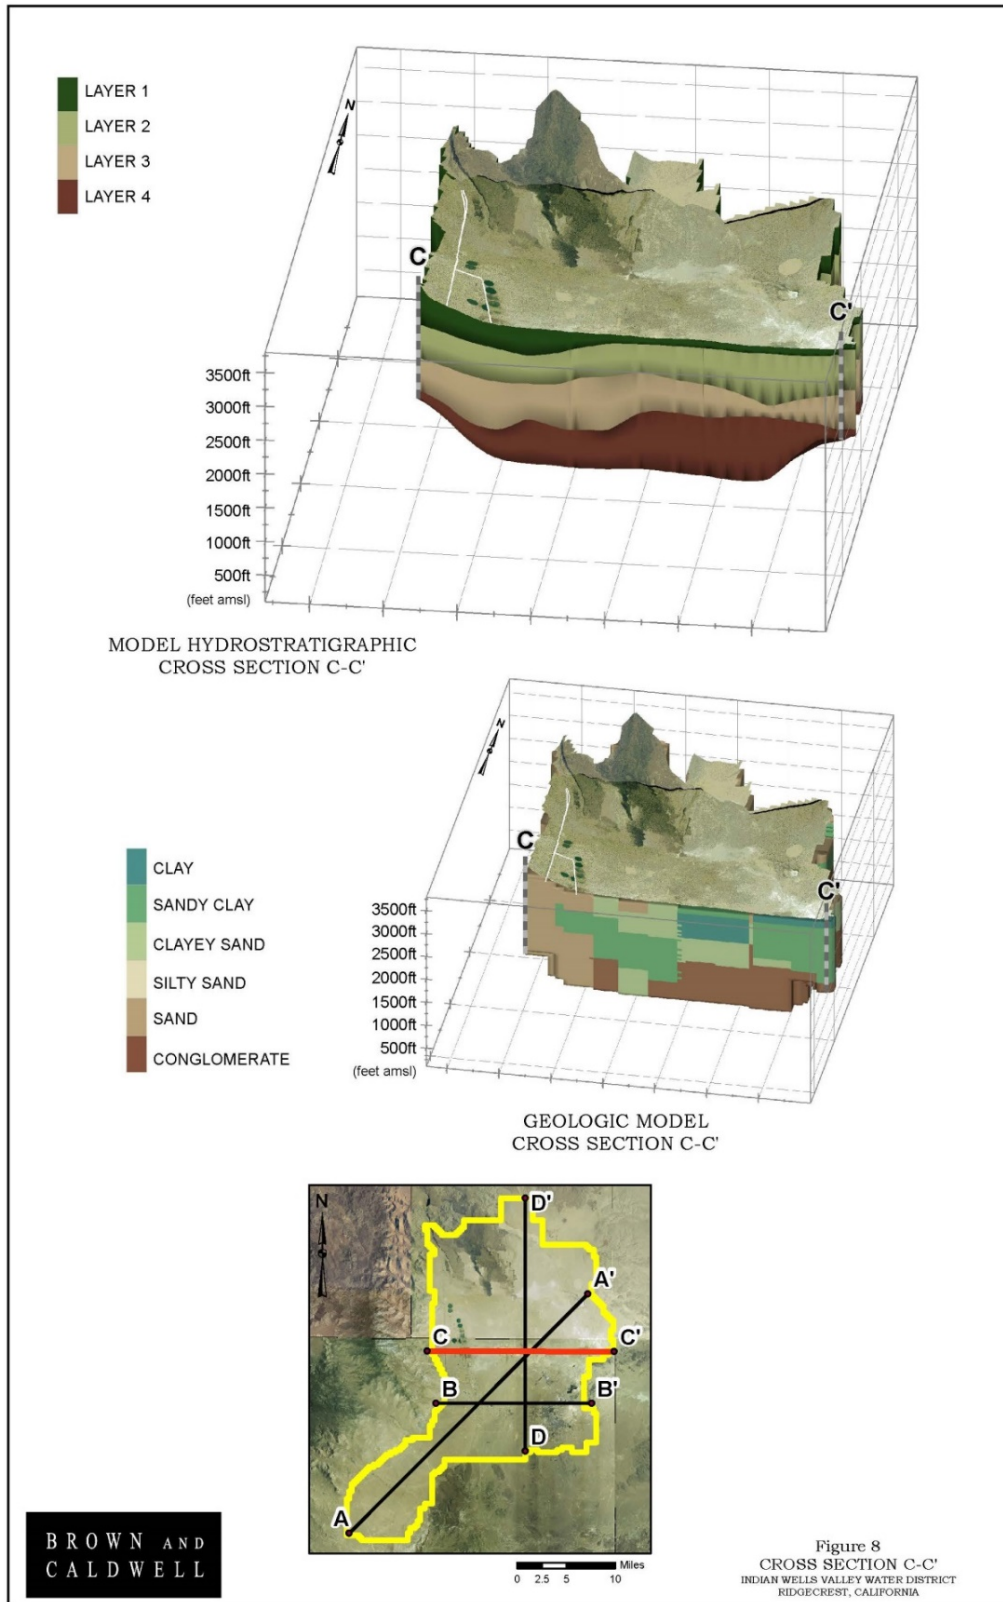 LAYER 1
LAYER 2
LAYER 3
LAYER 4
N
C
C'
3500ft
3000ft
2500ft
2000ft
1500ft
1000ft
500ft
(feet amsl)
MODEL HYDROSTRATIGRAPHIC
CROSS SECTION C-C'
N
C
C'
CLAY
SANDY CLAY
CLAYEY SAND
SILTY SAND
SAND
CONGLOMERATE
3500ft
3000ft
2500ft
2000ft
1500ft
1000ft
500ft
(feet amsl)
GEOLOGIC MODEL
CROSS SECTION C-C'
N
D'
A'
C
C'
B
B'
D
A
Miles
0 2.5 5 10
BROWN AND
CALDWELL
Figure 8
CROSS SECTION C-C'
INDIAN WELLS VALLEY WATER DISTRICT
RIDGECREST, CALIFORNIA